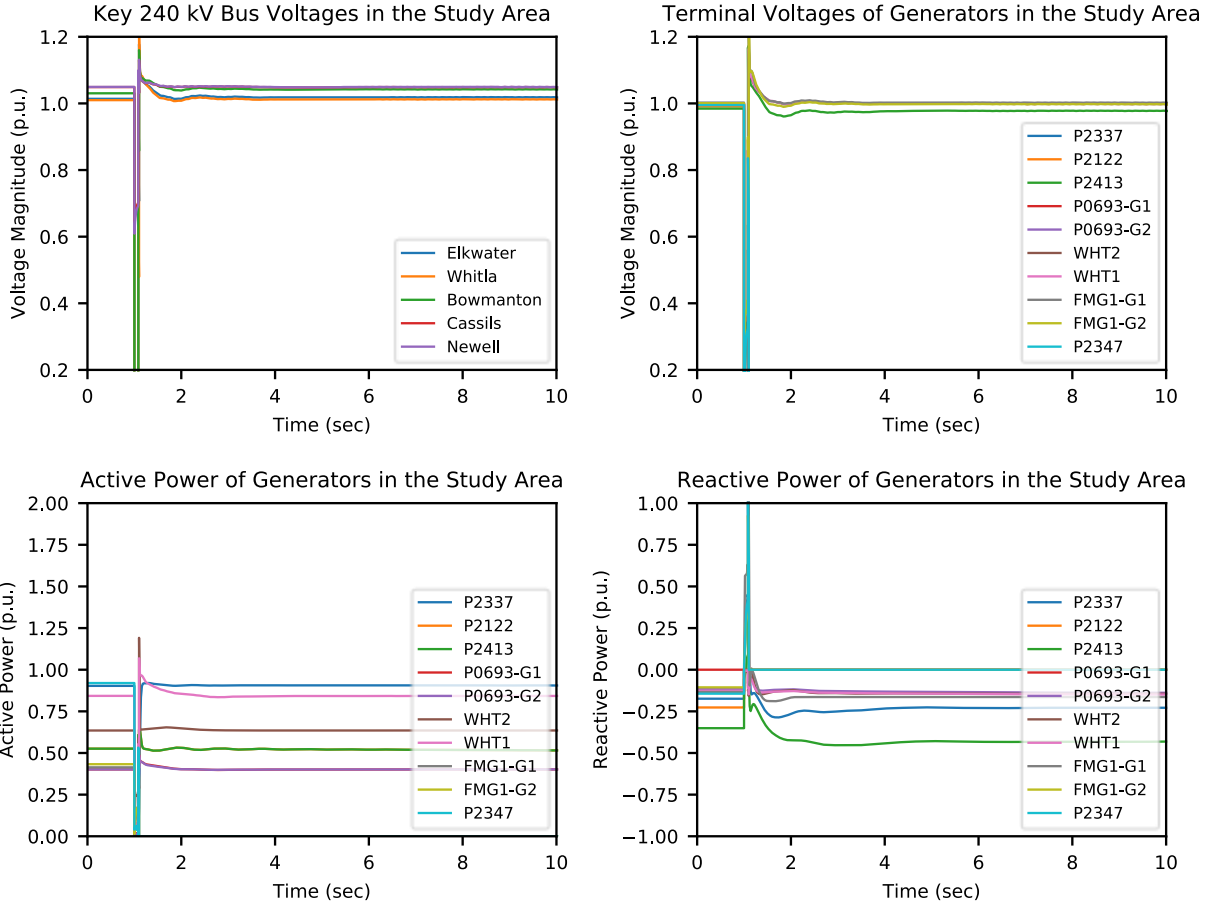 Key 240 kV Bus Voltages in the Study Area
1.2
1.0
0.8
0.6
0.4
0.2
Voltage Magnitude (p.u.)
Elkwater
Whitla
Bowmanton
Cassils
Newell
0 2 4 6 8 10
Time (sec)
Terminal Voltages of Generators in the Study Area
1.2
1.0
0.8
0.6
0.4
0.2
Voltage Magnitude (p.u.)
P2337
P2122
P2413
P0693-G1
P0693-G2
WHT2
WHT1
FMG1-G1
FMG1-G2
P2347
0 2 4 6 8 10
Time (sec)
Active Power of Generators in the Study Area
2.00
1.75
1.50
1.25
1.00
0.75
0.50
0.25
0.00
Active Power (p.u.)
P2337
P2122
P2413
P0693-G1
P0693-G2
WHT2
WHT1
FMG1-G1
FMG1-G2
P2347
0 2 4 6 8 10
Time (sec)
Reactive Power of Generators in the Study Area
1.00
0.75
0.50
0.25
0.00
−0.25
−0.50
−0.75
−1.00
Reactive Power (p.u.)
P2337
P2122
P2413
P0693-G1
P0693-G2
WHT2
WHT1
FMG1-G1
FMG1-G2
P2347
0 2 4 6 8 10
Time (sec)